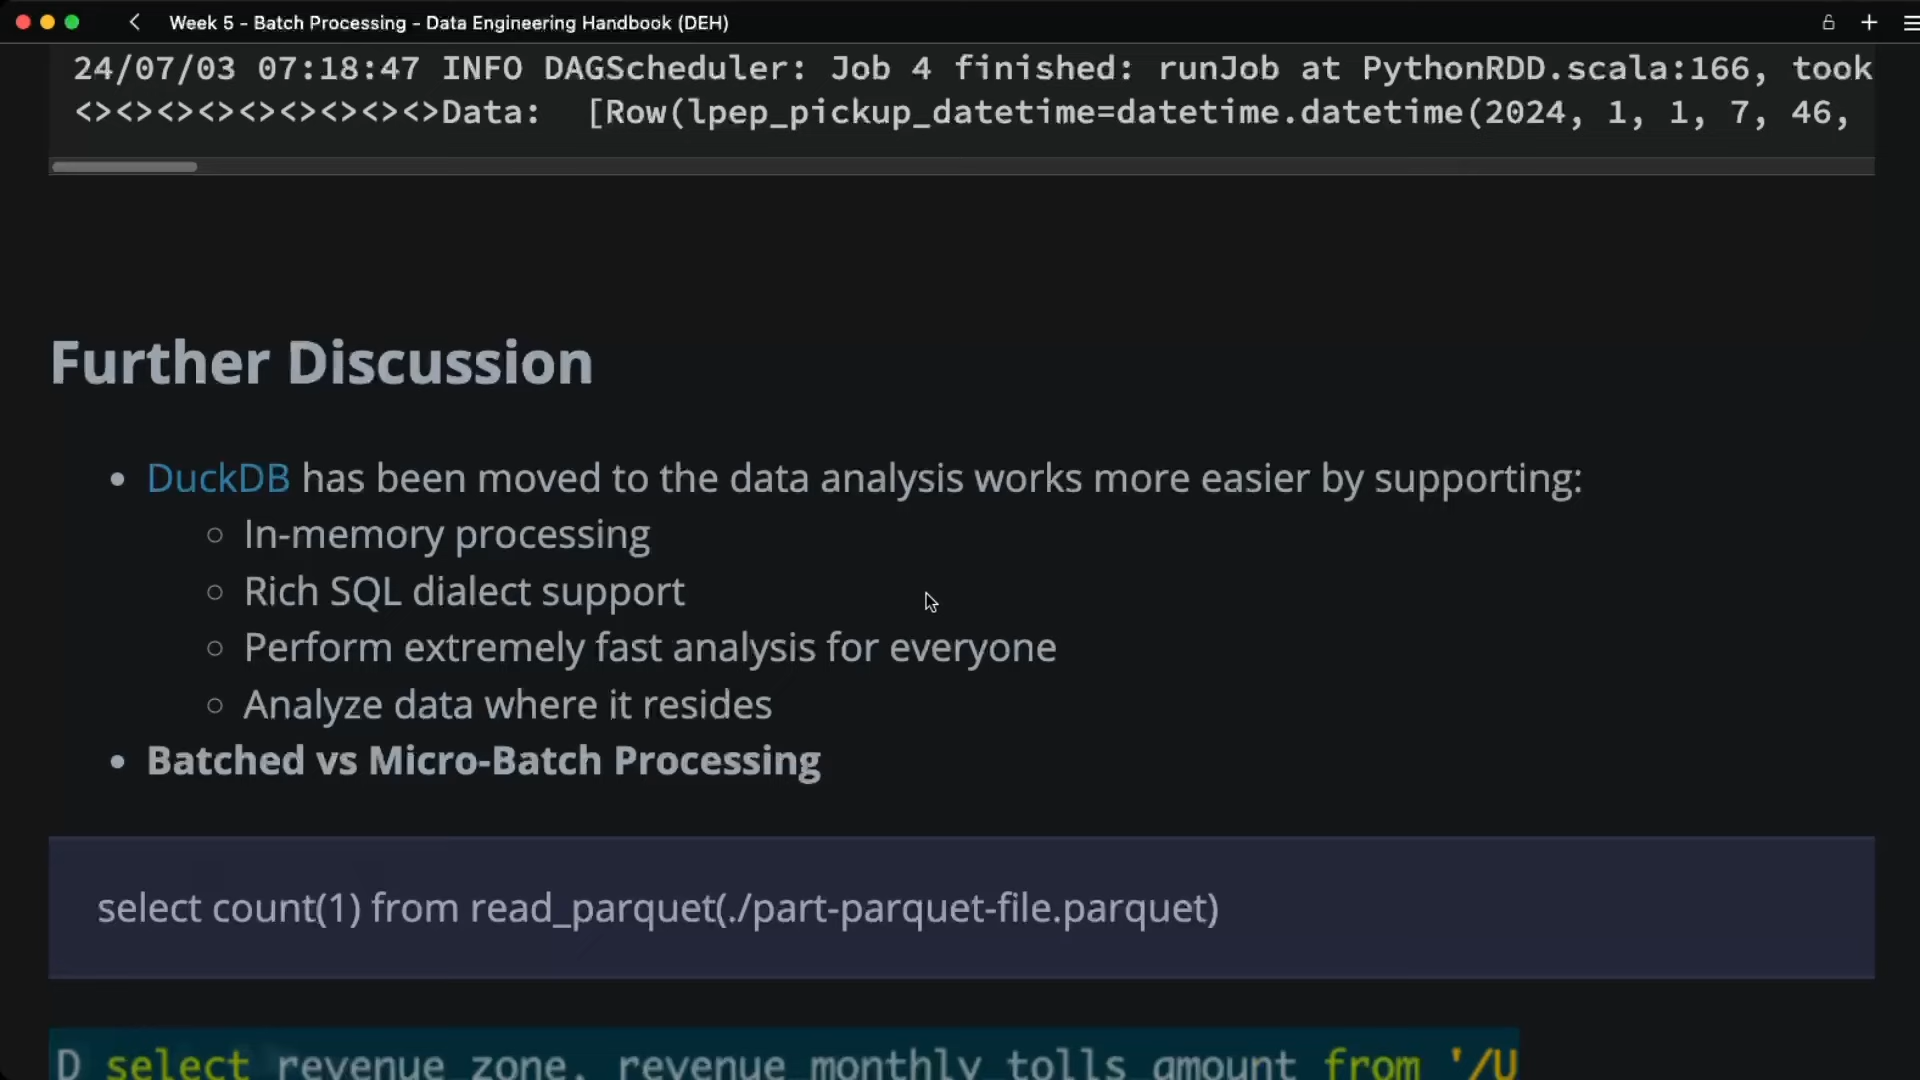 Week 5 - Batch Processing - Data Engineering Handbook (DEH)
24/07/03 07:18:47 INFO DAGScheduler: Job 4 finished: runJob at PythonRDD.scala:166, took
<><><><><><><><><>Data:  [Row(lpep_pickup_datetime=datetime.datetime(2024, 1, 1, 7, 46,
Further Discussion
DuckDB has been moved to the data analysis works more easier by supporting:
In-memory processing
Rich SQL dialect support
Perform extremely fast analysis for everyone
Analyze data where it resides
Batched vs Micro-Batch Processing
select count(1) from read_parquet(./part-parquet-file.parquet)
D select revenue_zone, revenue_monthly_tolls_amount from '/U